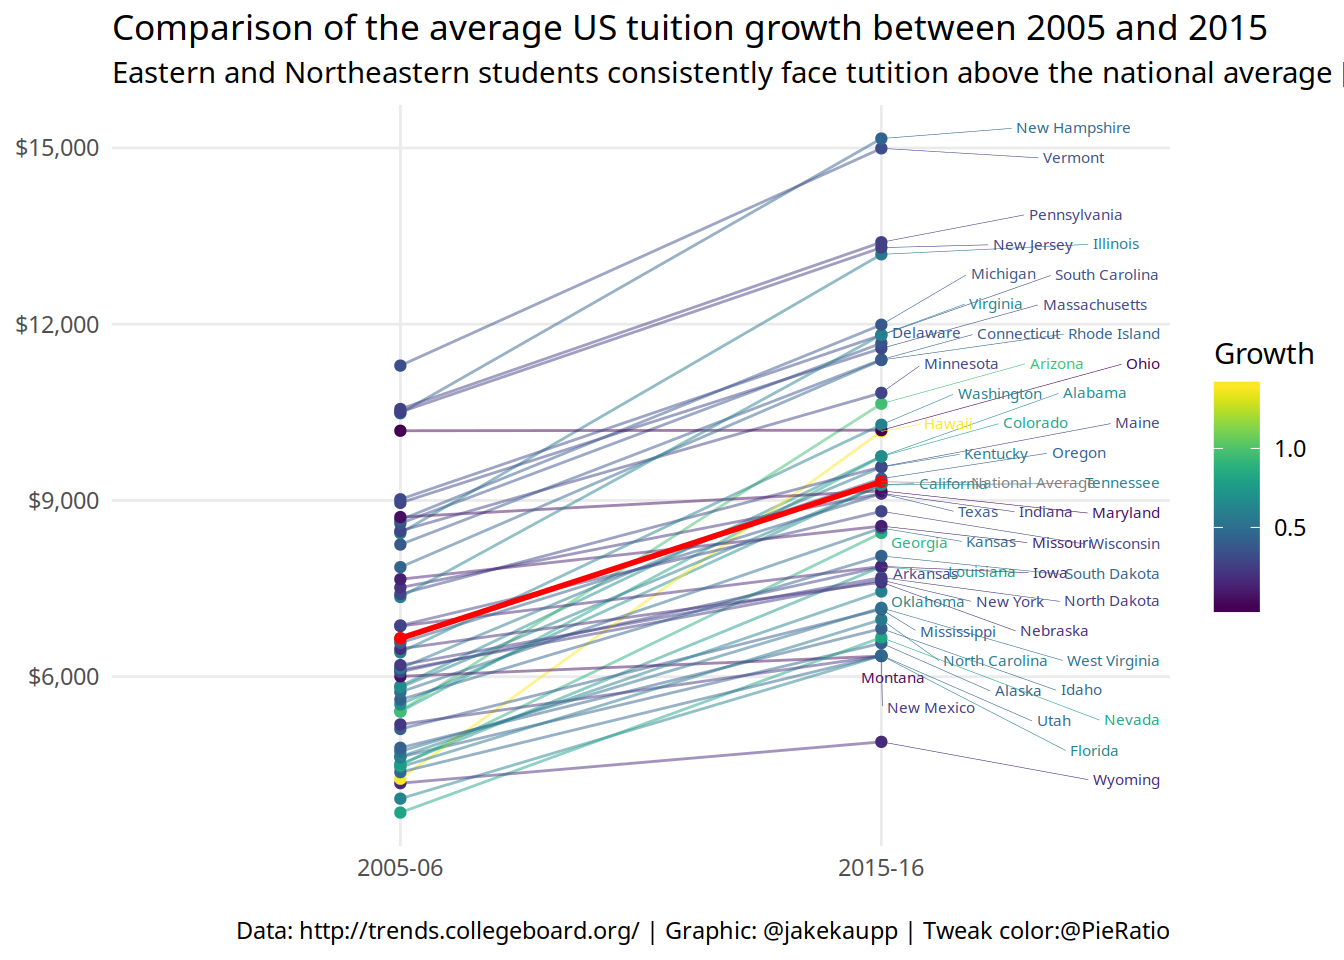 Comparison of the average US tuition growth between 2005 and 2015
Eastern and Northeastern students consistently face tutition above the national average
$15,000
$12,000
$9,000
$6,000
New Hampshire
Vermont
Pennsylvania
New Jersey Illinois
Michigan South Carolina
Virginia Massachusetts
Delaware Connecticut Rhode Island
Minnesota Arizona Ohio
Washington Alabama
Hawaii Colorado Maine
Kentucky Oregon
California National Average Tennessee
Texas Indiana Maryland
Georgia Kansas Missouri Wisconsin
Arkansas Louisiana Iowa South Dakota
Oklahoma New York North Dakota
Mississippi Nebraska
North Carolina West Virginia
Montana Alaska Idaho
New Mexico Utah Nevada
Florida
Wyoming
Growth
1.0
0.5
2005-06 2015-16
Data: http://trends.collegeboard.org/ | Graphic: @jakekaupp | Tweak color:@PieRatio